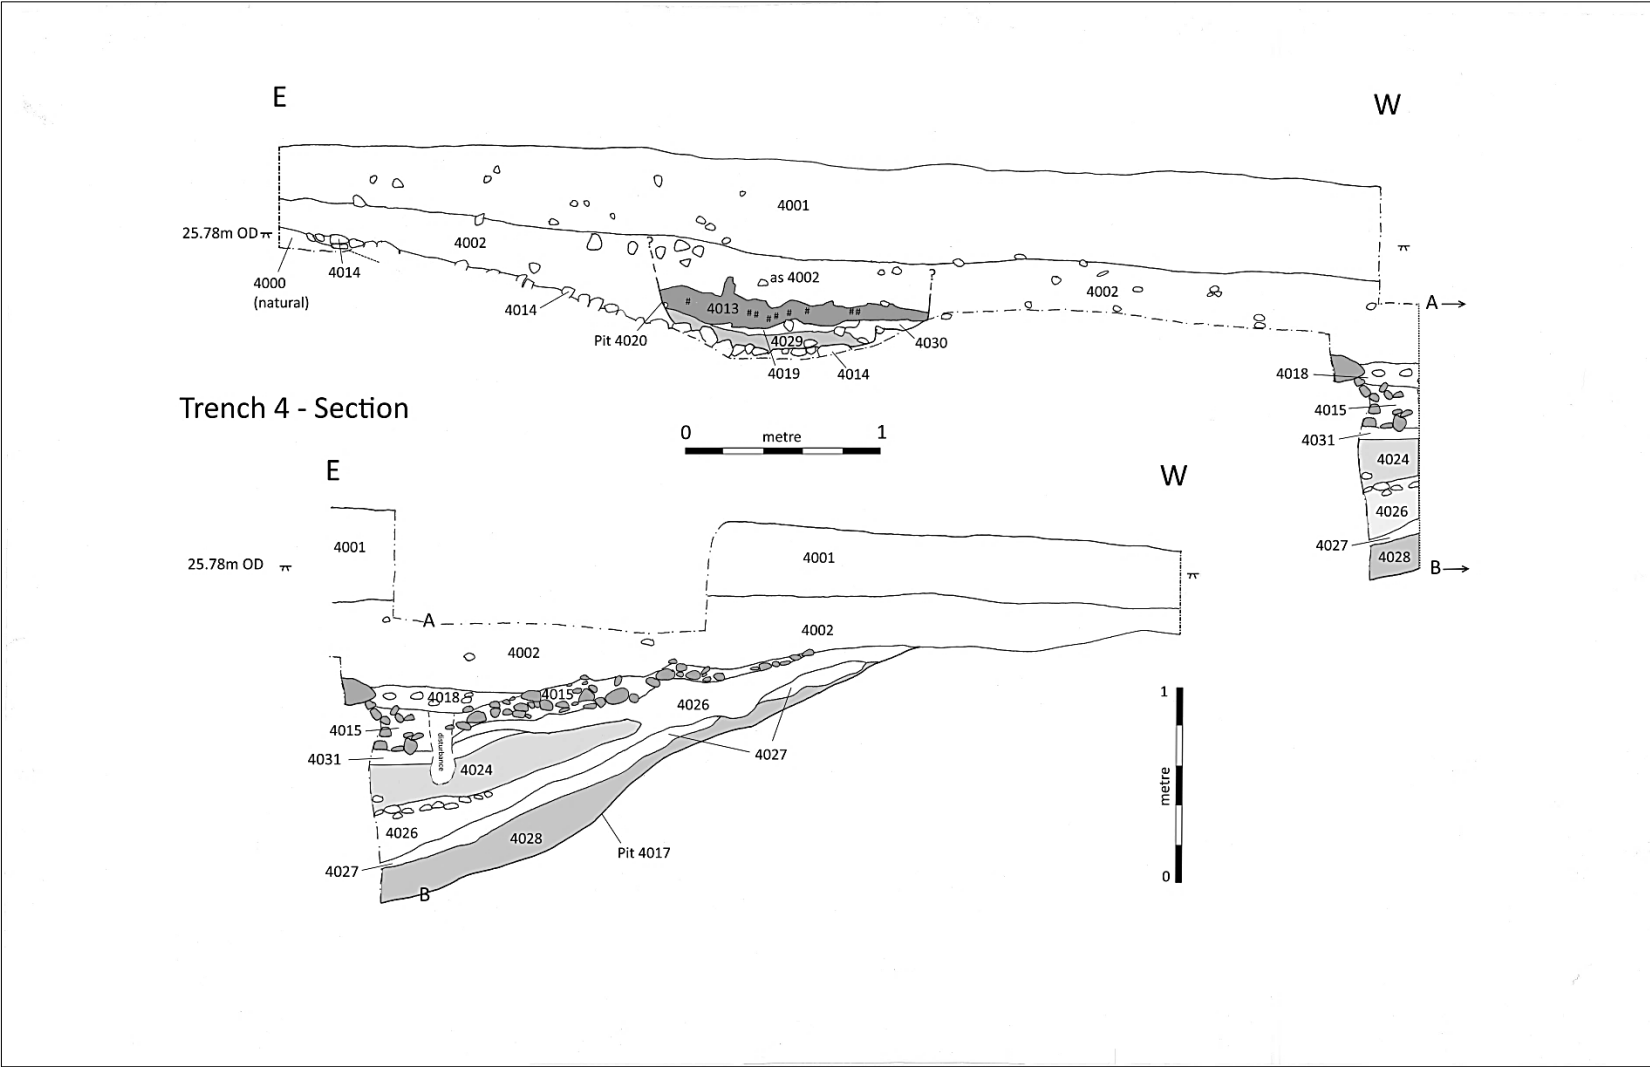 E
W
4001
25.78m OD
4002
4014
4000
(natural)
4014
?
as 4002
?
4002
A
4013
Pit 4020
4029
4030
4019
4014
4018
4015
4031
4024
4026
4027
4028
B
Trench 4 - Section
0 metre 1
E
W
4001
4001
25.78m OD
A
4002
4002
4018
4015
4026
4015
4031
disturbance
4024
4027
4026
4028
Pit 4017
4027
B
1
metre
0